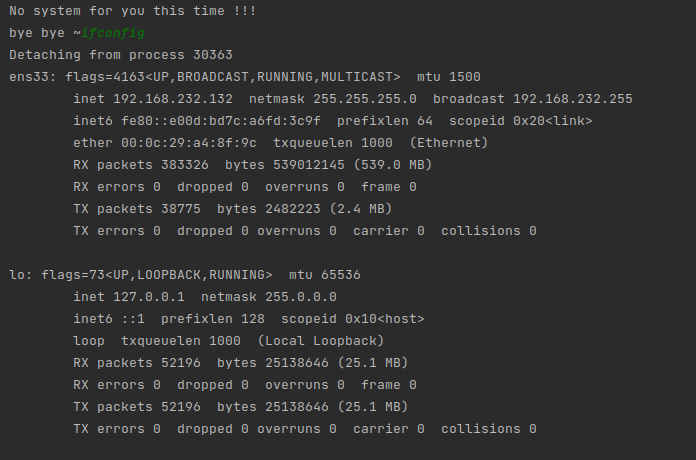 No system for you this time !!!
bye bye ~ifconfig
Detaching from process 30363
ens33: flags=4163<UP,BROADCAST,RUNNING,MULTICAST>  mtu 1500
        inet 192.168.232.132  netmask 255.255.255.0  broadcast 192.168.232.255
        inet6 fe80::e00d:bd7c:a6fd:3c9f  prefixlen 64  scopeid 0x20<link>
        ether 00:0c:29:a4:8f:9c  txqueuelen 1000  (Ethernet)
        RX packets 383326  bytes 539012145 (539.0 MB)
        RX errors 0  dropped 0  overruns 0  frame 0
        TX packets 38775  bytes 2482223 (2.4 MB)
        TX errors 0  dropped 0 overruns 0  carrier 0  collisions 0

lo: flags=73<UP,LOOPBACK,RUNNING>  mtu 65536
        inet 127.0.0.1  netmask 255.0.0.0
        inet6 ::1  prefixlen 128  scopeid 0x10<host>
        loop  txqueuelen 1000  (Local Loopback)
        RX packets 52196  bytes 25138646 (25.1 MB)
        RX errors 0  dropped 0  overruns 0  frame 0
        TX packets 52196  bytes 25138646 (25.1 MB)
        TX errors 0  dropped 0 overruns 0  carrier 0  collisions 0